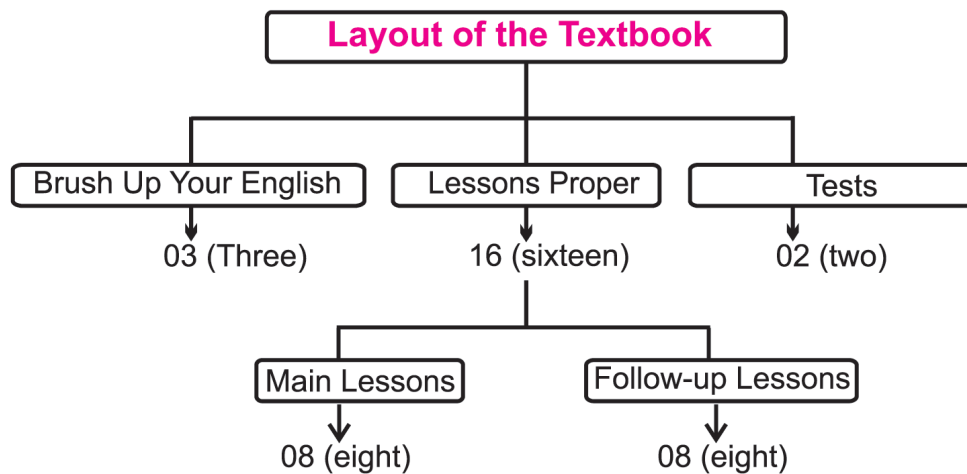 Layout of the Textbook
Brush Up Your English
Lessons Proper
Tests
03 (Three)
16 (sixteen)
02 (two)
Main Lessons
Follow-up Lessons
08 (eight)
08 (eight)